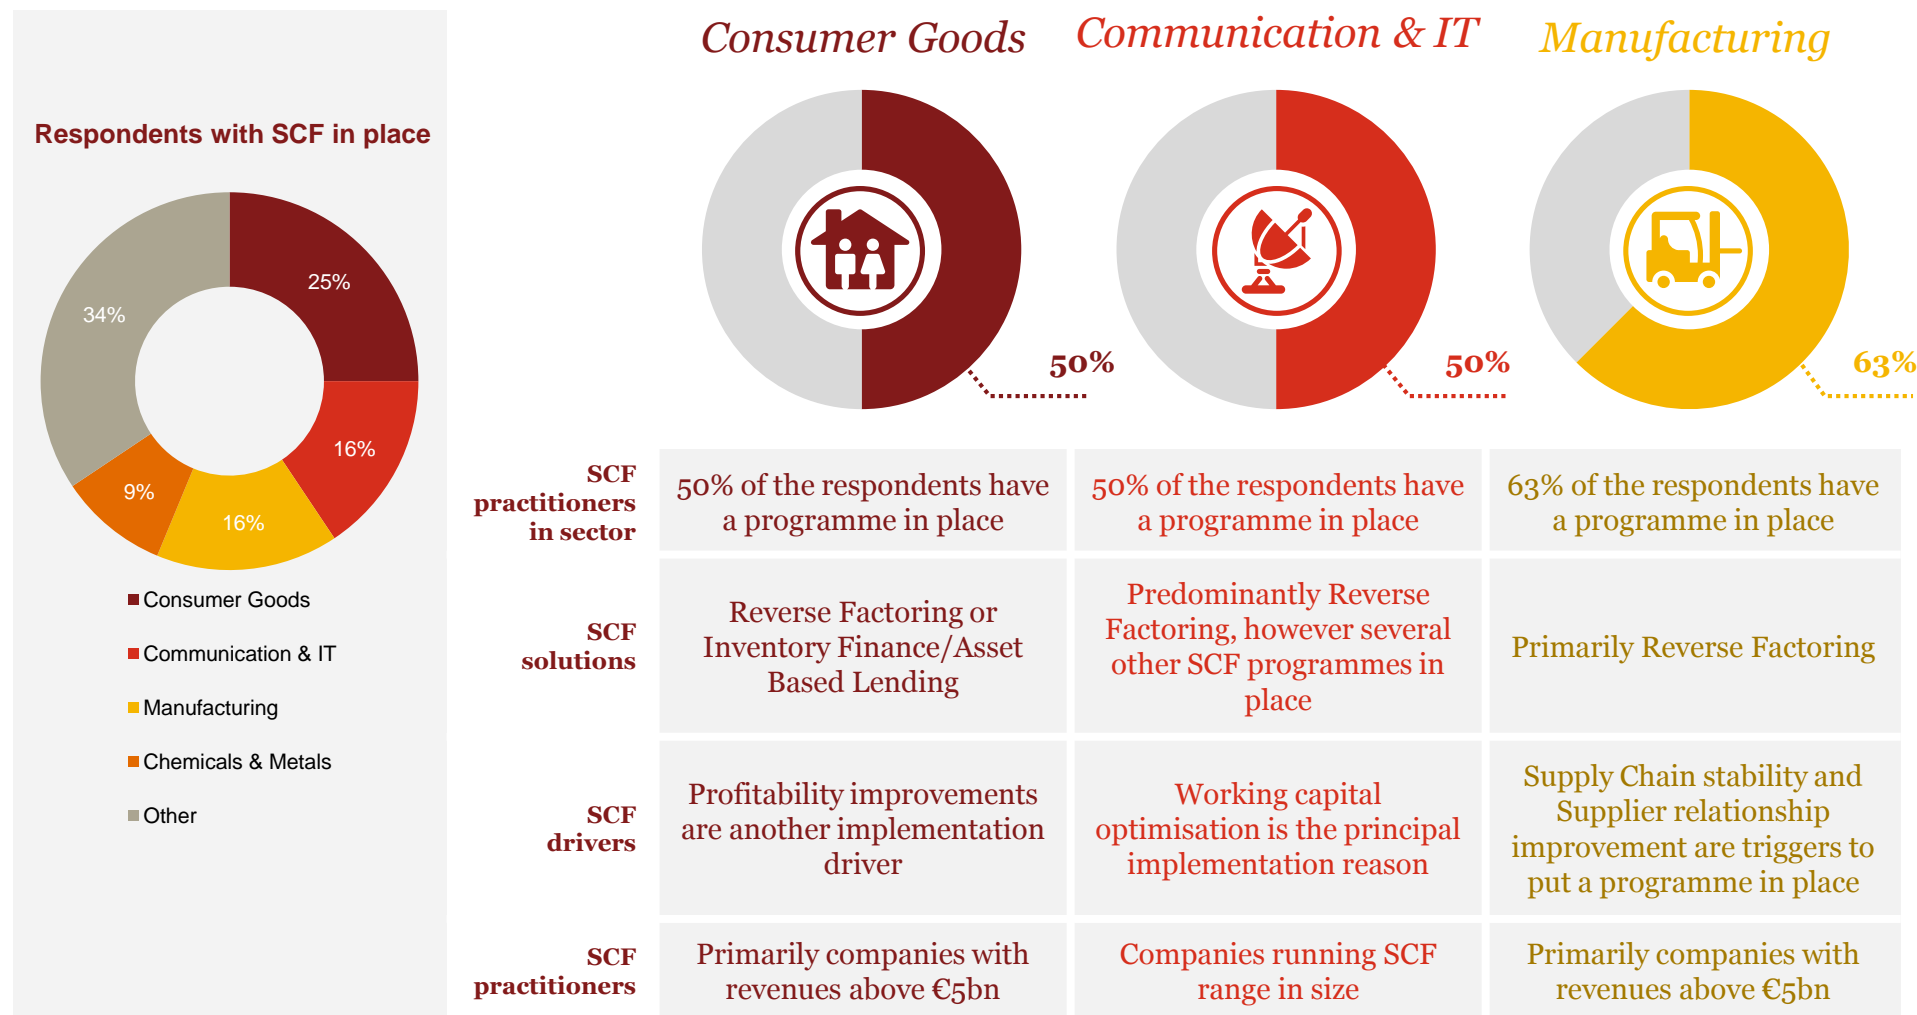 Respondents with SCF in place
25%
16%
16%
9%
34%
Consumer Goods
Communication & IT
Manufacturing
Chemicals & Metals
Other
Consumer Goods
Communication & IT
Manufacturing
50%
50%
63%
SCF
practitioners
in sector
50% of the respondents have
a programme in place
50% of the respondents have
a programme in place
63% of the respondents have
a programme in place
SCF
solutions
Reverse Factoring or
Inventory Finance/Asset
Based Lending
Predominantly Reverse
Factoring, however several
other SCF programmes in
place
Primarily Reverse Factoring
SCF
drivers
Profitability improvements
are another implementation
driver
Working capital
optimisation is the principal
implementation reason
Supply Chain stability and
Supplier relationship
improvement are triggers to
put a programme in place
SCF
practitioners
Primarily companies with
revenues above €5bn
Companies running SCF
range in size
Primarily companies with
revenues above €5bn